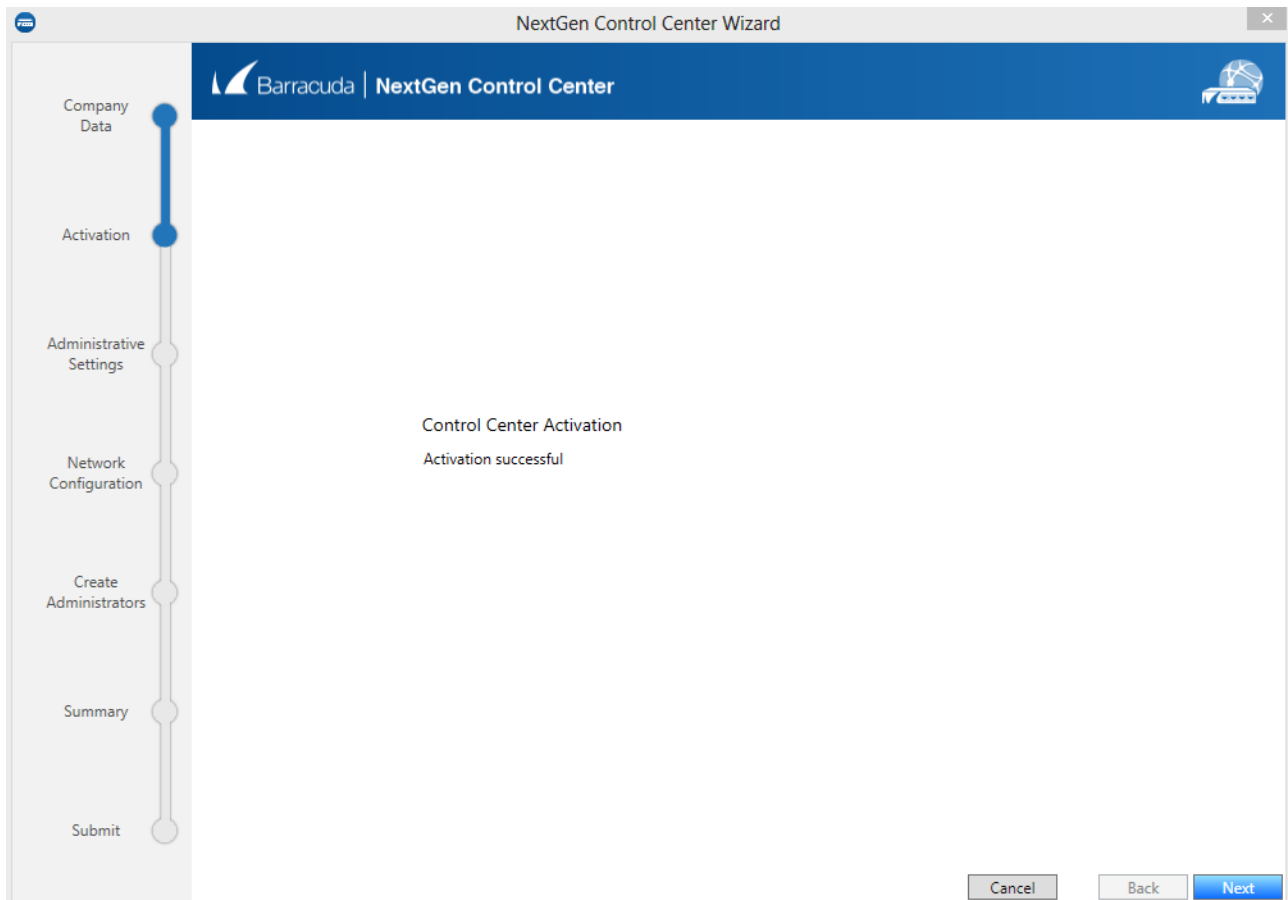 NextGen Control Center Wizard
Barracuda | NextGen Control Center
Company
Data
Activation
Administrative
Settings
Network
Configuration
Create
Administrators
Summary
Submit
Control Center Activation
Activation successful
Cancel
Back
Next